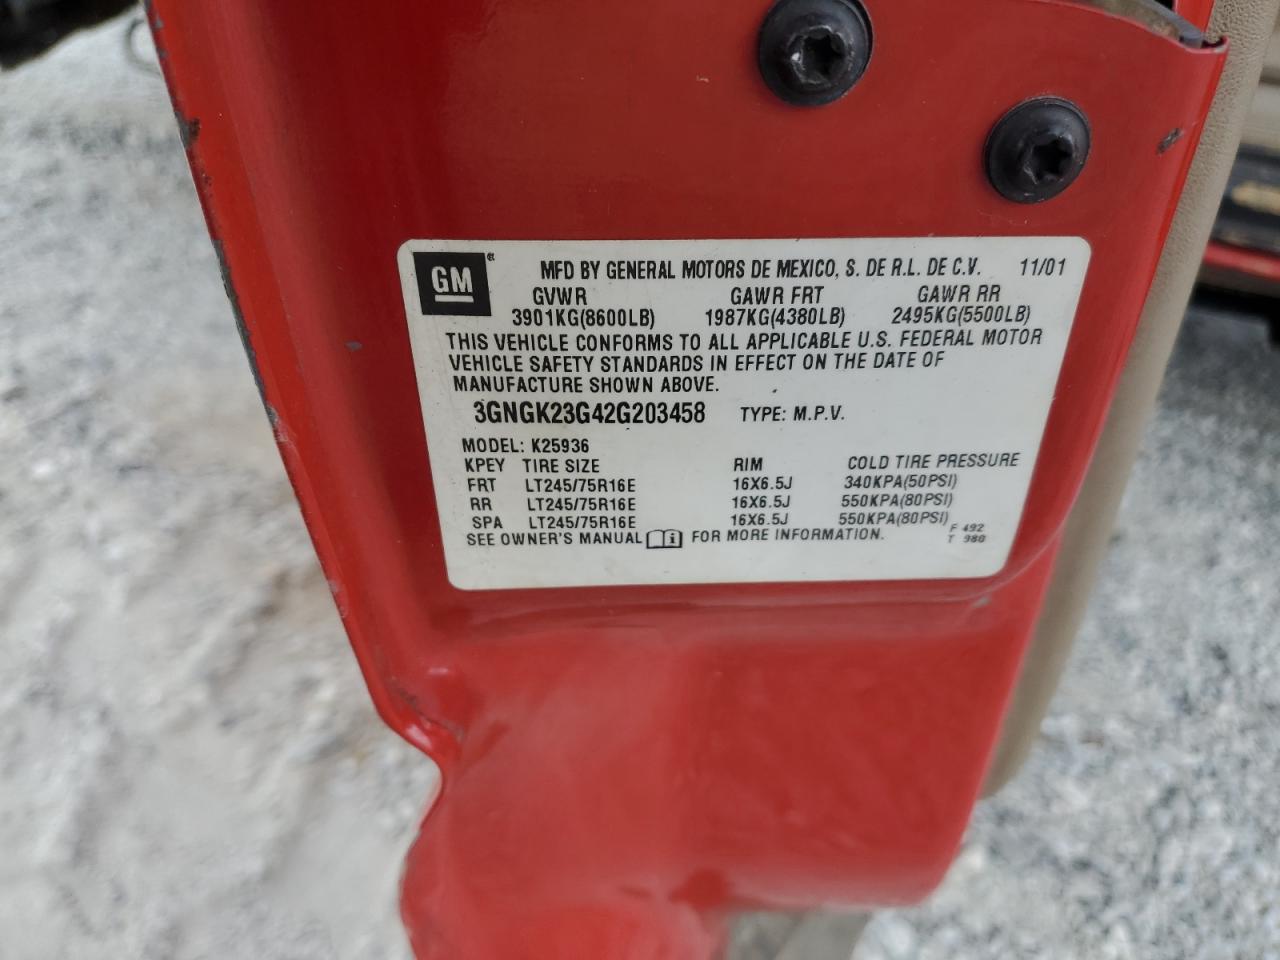 GM® MFD BY GENERAL MOTORS DE MEXICO, S. DE R.L. DE C.V. 11/01
GVWR GAWR FRT GAWR RR
3901KG(8600LB) 1987KG(4380LB) 2495KG(5500LB)
THIS VEHICLE CONFORMS TO ALL APPLICABLE U.S. FEDERAL MOTOR
VEHICLE SAFETY STANDARDS IN EFFECT ON THE DATE OF
MANUFACTURE SHOWN ABOVE.
3GNGK23G42G203458 TYPE: M.P.V.
MODEL: K25936
KPEY TIRE SIZE RIM COLD TIRE PRESSURE
FRT LT245/75R16E 16X6.5J 340KPA(50PSI)
RR LT245/75R16E 16X6.5J 550KPA(80PSI)
SPA LT245/75R16E 16X6.5J 550KPA(80PSI)
SEE OWNER'S MANUAL FOR MORE INFORMATION.
F 492
T 980